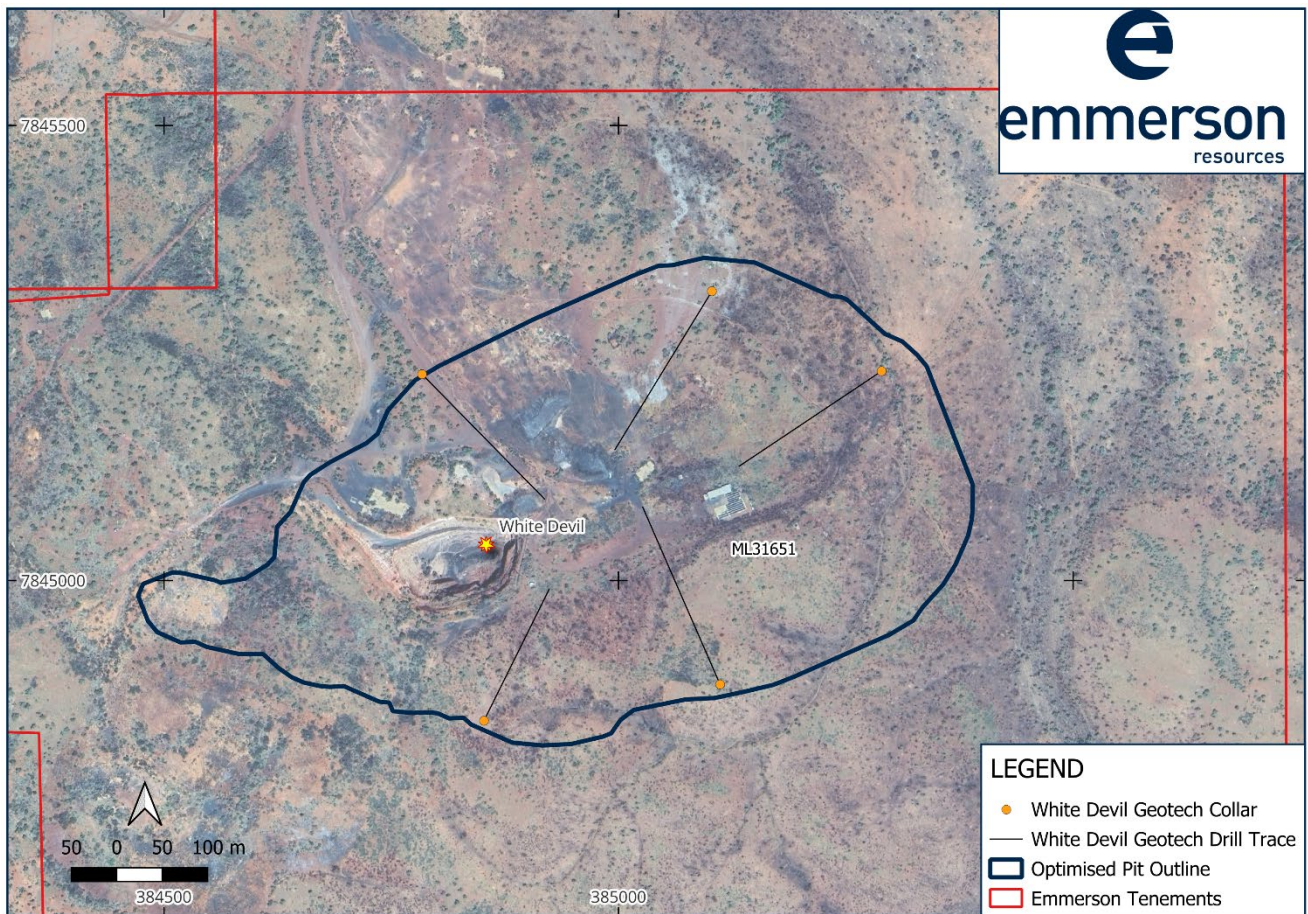 emmerson
resources
7845500
White Devil
ML31651
7845000
LEGEND
White Devil Geotech Collar
White Devil Geotech Drill Trace
Optimised Pit Outline
Emmerson Tenements
50 0 50 100 m
384500
385000